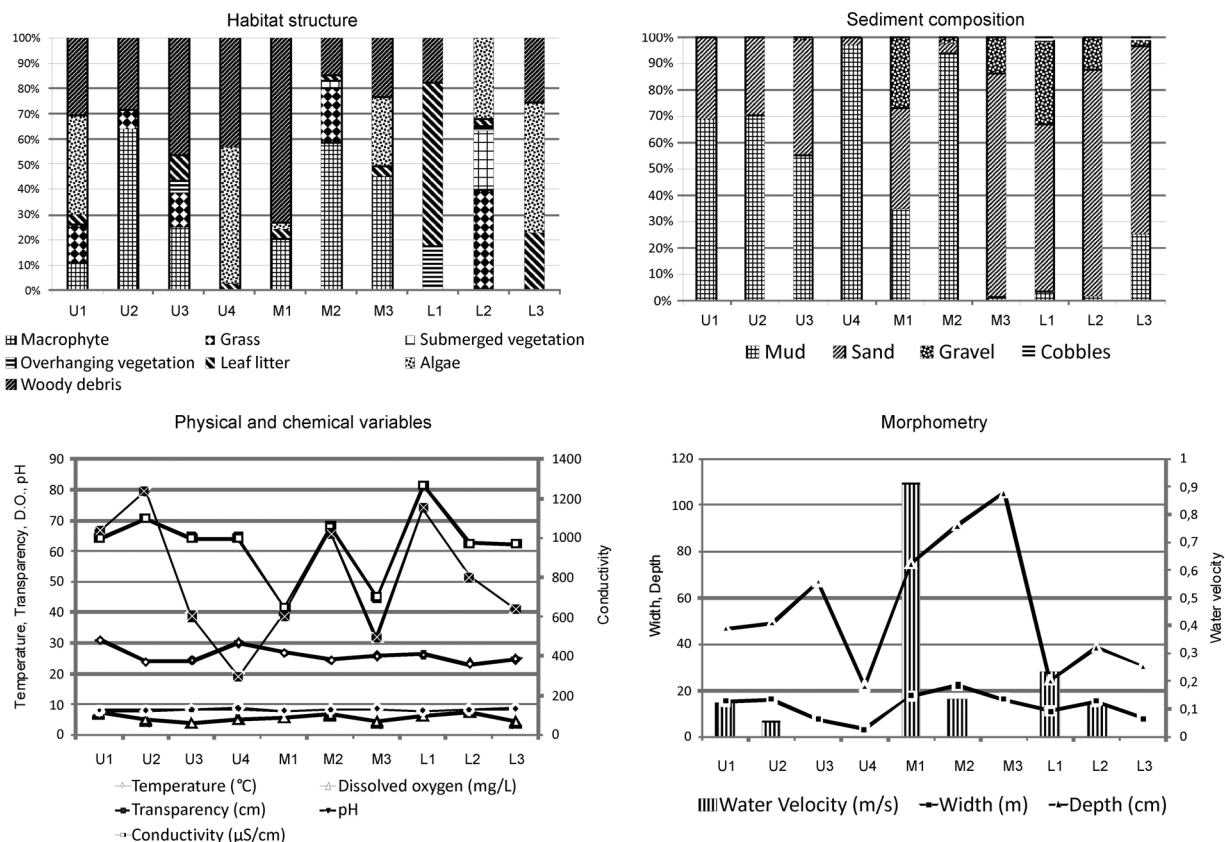 Habitat structure
100%
90%
80%
70%
60%
50%
40%
30%
20%
10%
0%
U1 U2 U3 U4 M1 M2 M3 L1 L2 L3
Macrophyte Grass Submerged vegetation
Overhanging vegetation Leaf litter Algae
Woody debris
Sediment composition
100%
90%
80%
70%
60%
50%
40%
30%
20%
10%
0%
U1 U2 U3 U4 M1 M2 M3 L1 L2 L3
Mud Sand Gravel Cobbles
Physical and chemical variables
Temperature, Transparency, D.O., pH
90 1400
80 1200
70
60 1000
50 800
40 600
30 400
20
10 200
0 0
Conductivity
U1 U2 U3 U4 M1 M2 M3 L1 L2 L3
Temperature (°C) Dissolved oxygen (mg/L)
Transparency (cm) pH
Conductivity (µS/cm)
Morphometry
Width, Depth
120 1
0,9
100 0,8
80 0,7
0,6
60 0,5
40 0,4
0,3
20 0,2
0,1
0 0
Water velocity
U1 U2 U3 U4 M1 M2 M3 L1 L2 L3
Water Velocity (m/s) Width (m) Depth (cm)